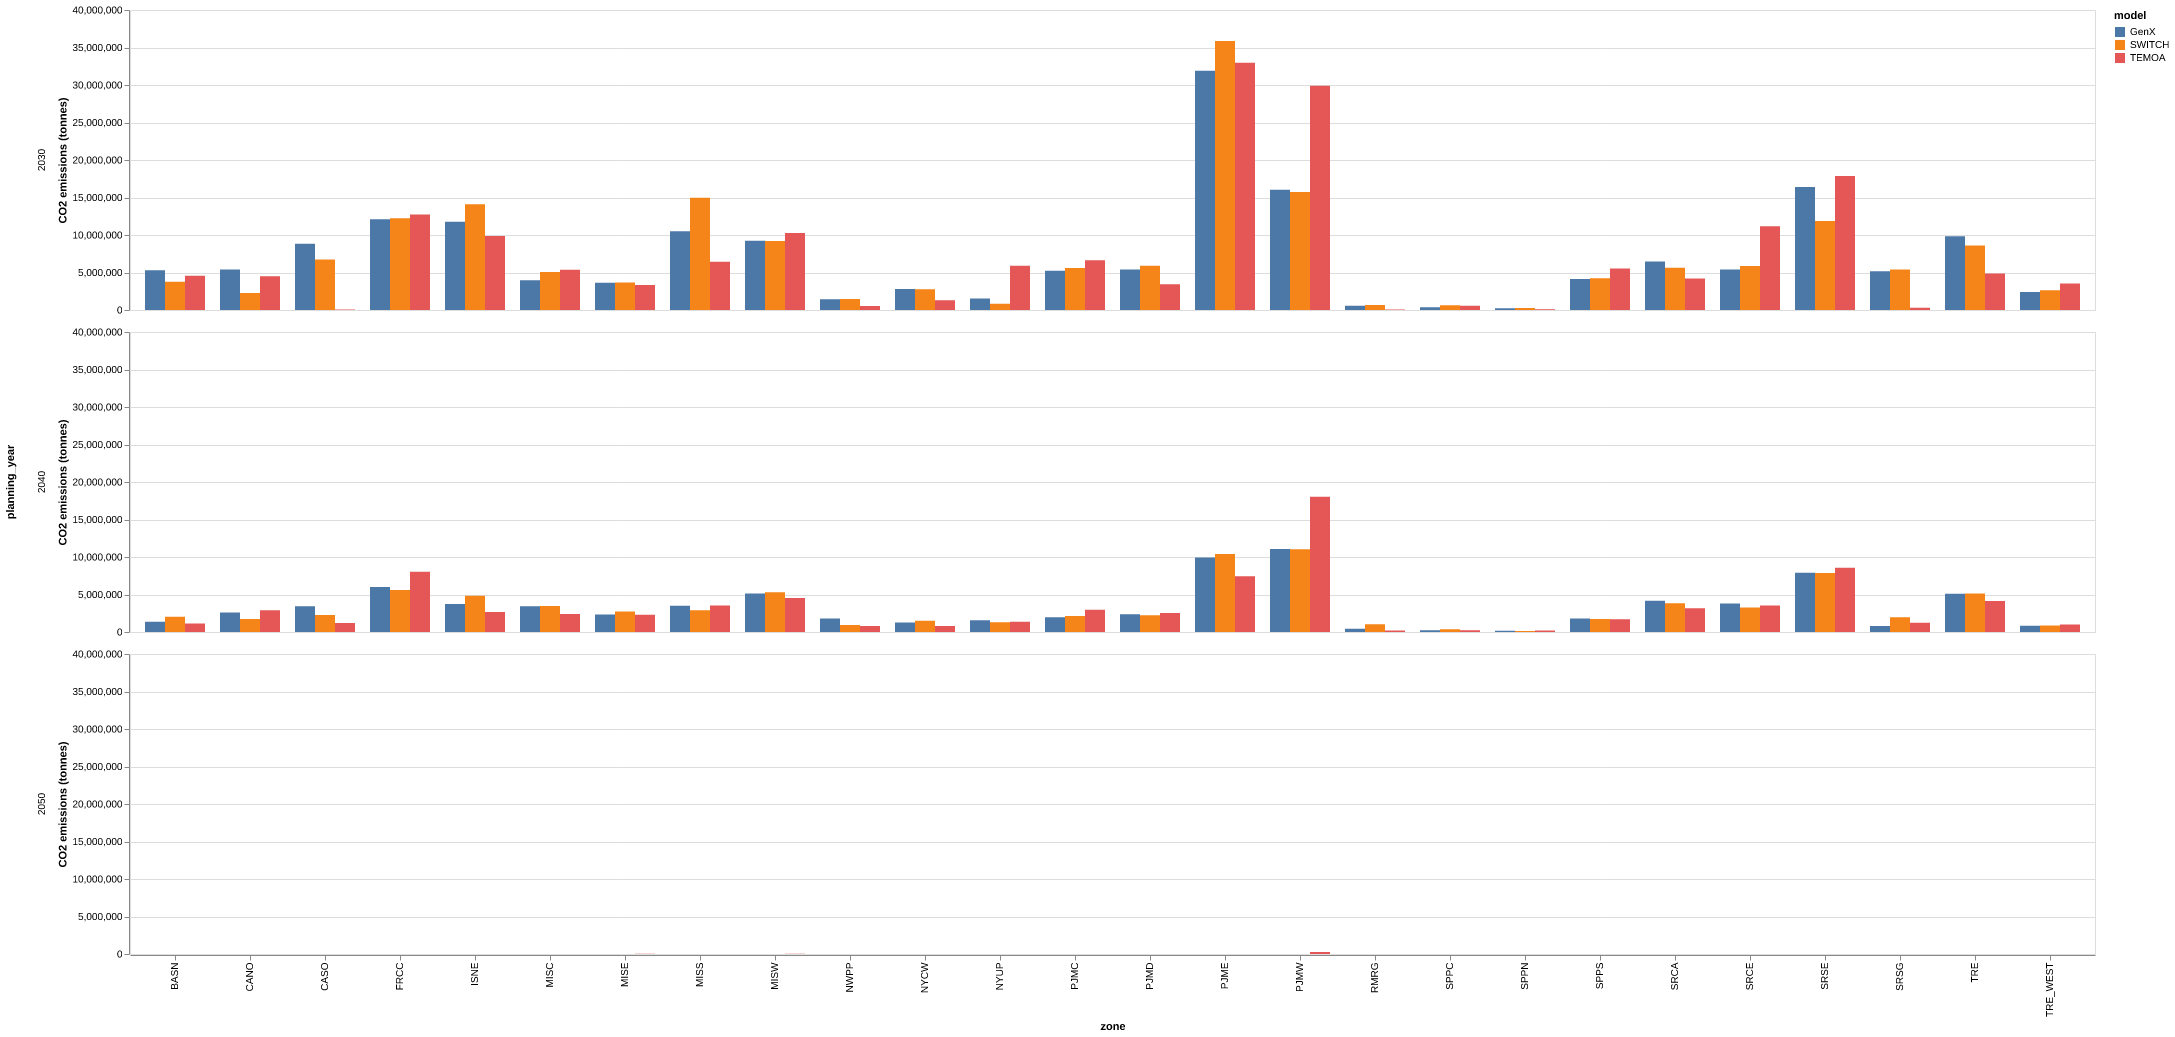 model
GenX
SWITCH
TEMOA
planning_year
2030
CO2 emissions (tonnes)
40,000,000
35,000,000
30,000,000
25,000,000
20,000,000
15,000,000
10,000,000
5,000,000
0
2040
CO2 emissions (tonnes)
40,000,000
35,000,000
30,000,000
25,000,000
20,000,000
15,000,000
10,000,000
5,000,000
0
2050
CO2 emissions (tonnes)
40,000,000
35,000,000
30,000,000
25,000,000
20,000,000
15,000,000
10,000,000
5,000,000
0
BASN
CANO
CASO
FRCC
ISNE
MISC
MISE
MISS
MISW
NWPP
NYCW
NYUP
PJMC
PJMD
PJME
PJMW
RMRG
SPPC
SPPN
SPPS
SRCA
SRCE
SRSE
SRSG
TRE
TRE_WEST
zone